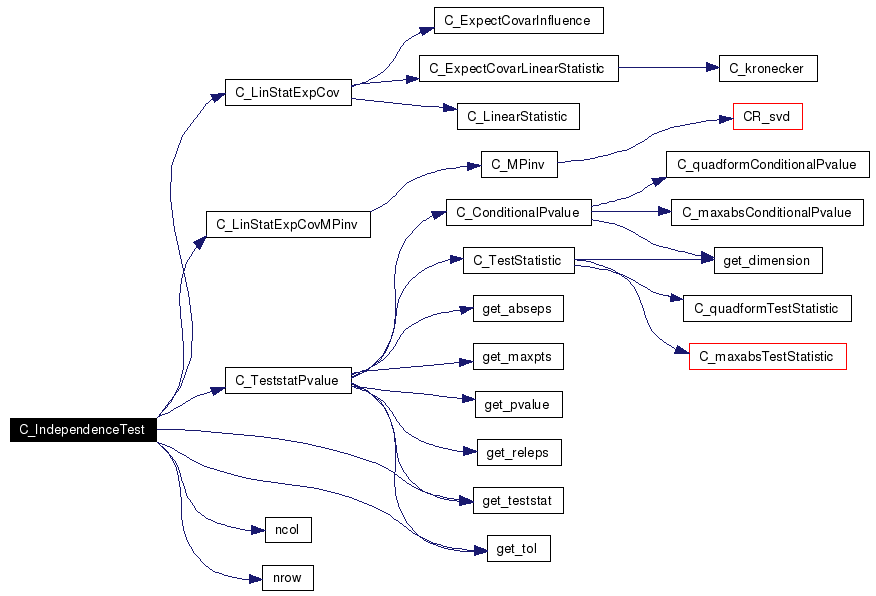 C_ExpectCovarInfluence
C_ExpectCovarLinearStatistic
C_kronecker
C_LinStatExpCov
C_LinearStatistic
CR_svd
C_MPinv
C_quadformConditionalPvalue
C_LinStatExpCovMPinv
C_ConditionalPvalue
C_maxabsConditionalPvalue
C_TestStatistic
get_dimension
get_abseps
C_quadformTestStatistic
get_maxpts
C_maxabsTestStatistic
C_TeststatPvalue
get_pvalue
C_IndependenceTest
get_releps
get_teststat
ncol
get_tol
nrow